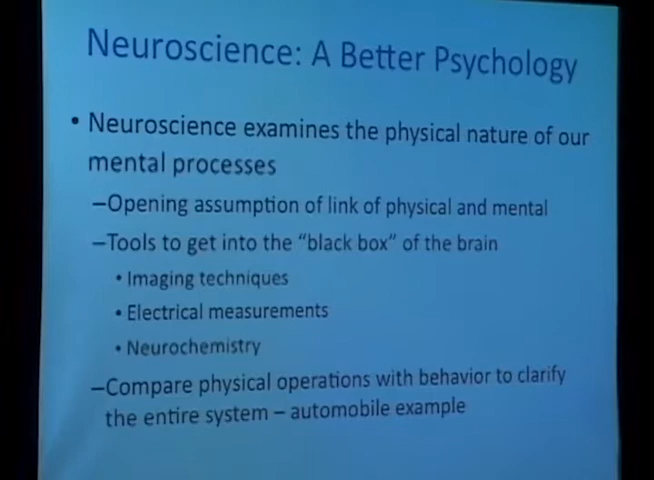 Neuroscience: A Better Psychology
• Neuroscience examines the physical nature of our
mental processes
–Opening assumption of link of physical and mental
–Tools to get into the “black box” of the brain
• Imaging techniques
• Electrical measurements
• Neurochemistry
–Compare physical operations with behavior to clarify
the entire system – automobile example